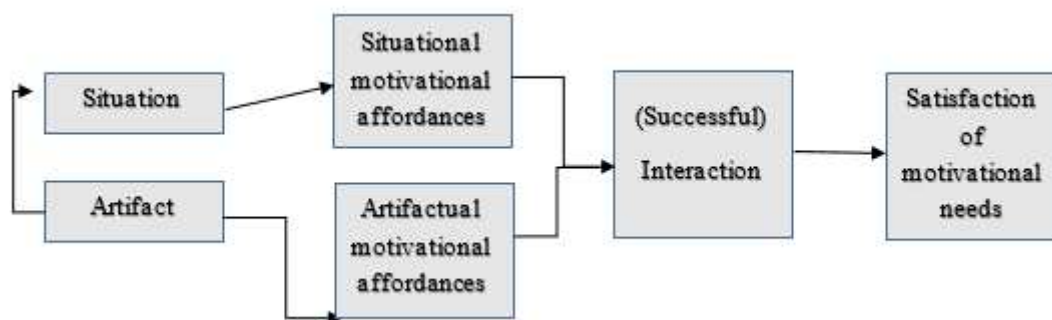 Situation
Artifact
Situational
motivational
affordances
Artifactual
motivational
affordances
(Successful)
Interaction
Satisfaction
of
motivational
needs